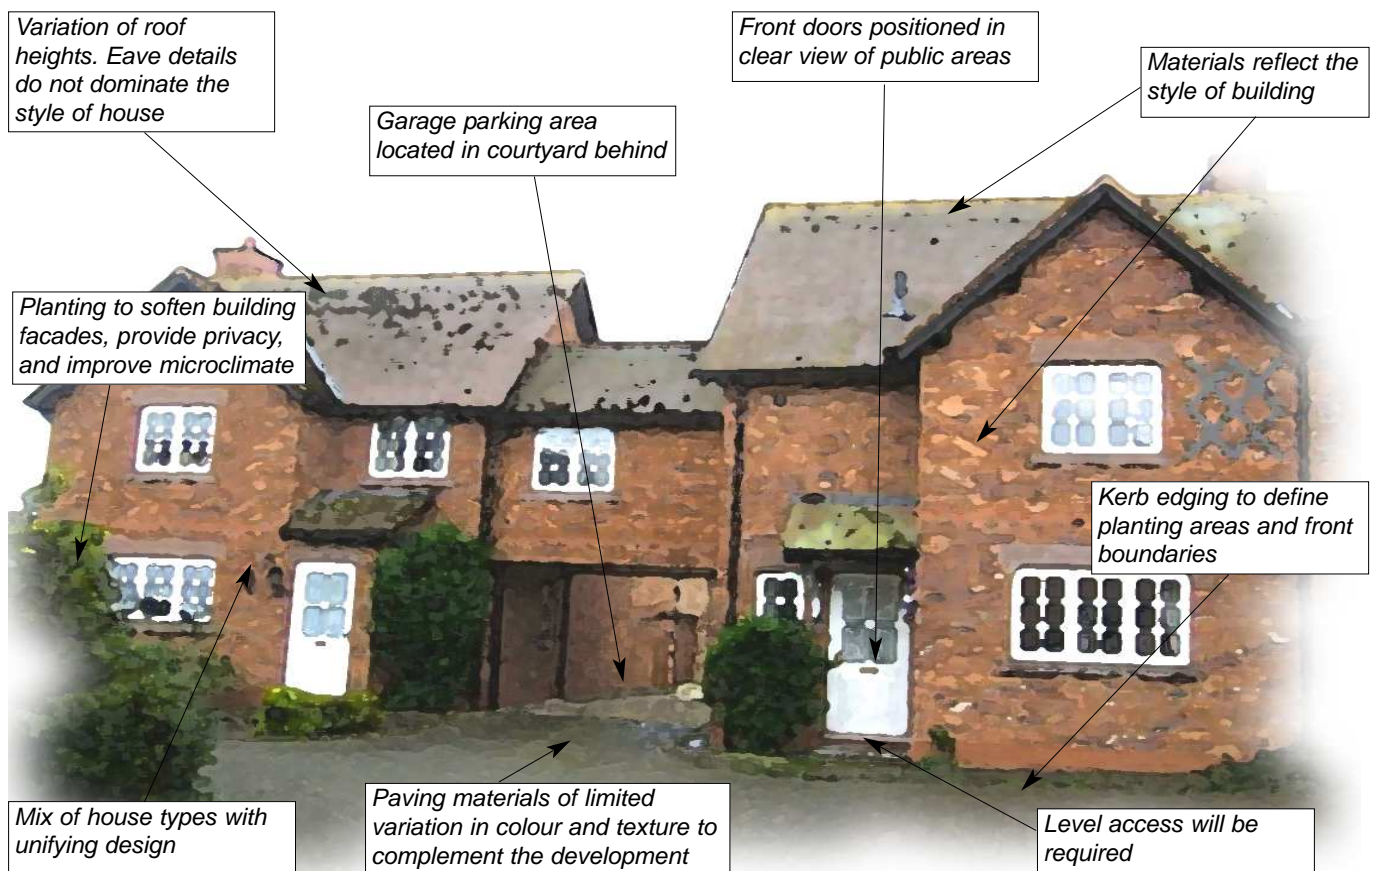 Variation of roof
heights. Eave details
do not dominate the
style of house
Front doors positioned in
clear view of public areas
Materials reflect the
style of building
Garage parking area
located in courtyard behind
Planting to soften building
facades, provide privacy,
and improve microclimate
Kerb edging to define
planting areas and front
boundaries
Mix of house types with
unifying design
Paving materials of limited
variation in colour and texture to
complement the development
Level access will be
required